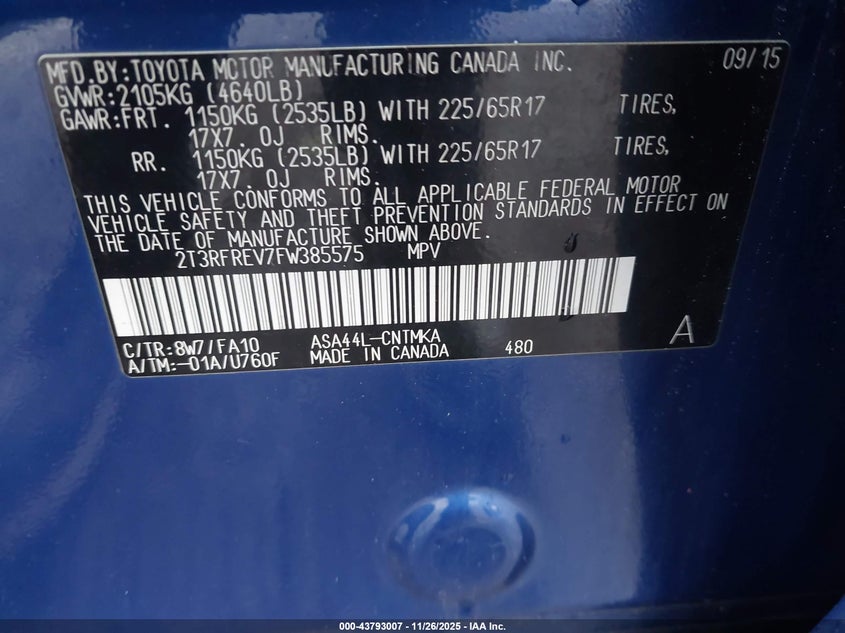 MFD.BY:TOYOTA MOTOR MANUFACTURING CANADA INC. 09/15
GVWR:2105KG (4640LB)
GAWR:FRT. 1150KG (2535LB) WITH 225/65R17 TIRES,
17X7.0J RIMS.
RR. 1150KG (2535LB) WITH 225/65R17 TIRES,
17X7.0J RIMS.
THIS VEHICLE CONFORMS TO ALL APPLICABLE FEDERAL MOTOR
VEHICLE SAFETY AND THEFT PREVENTION STANDARDS IN EFFECT ON
THE DATE OF MANUFACTURE SHOWN ABOVE.
2T3RFREV7FW385575 MPV
C/TR:8W7/FA10 ASA44L-CNTMKA
A/TM:-01A/U760F MADE IN CANADA 480 A
000-43793007 - 11/26/2025 - IAA Inc.